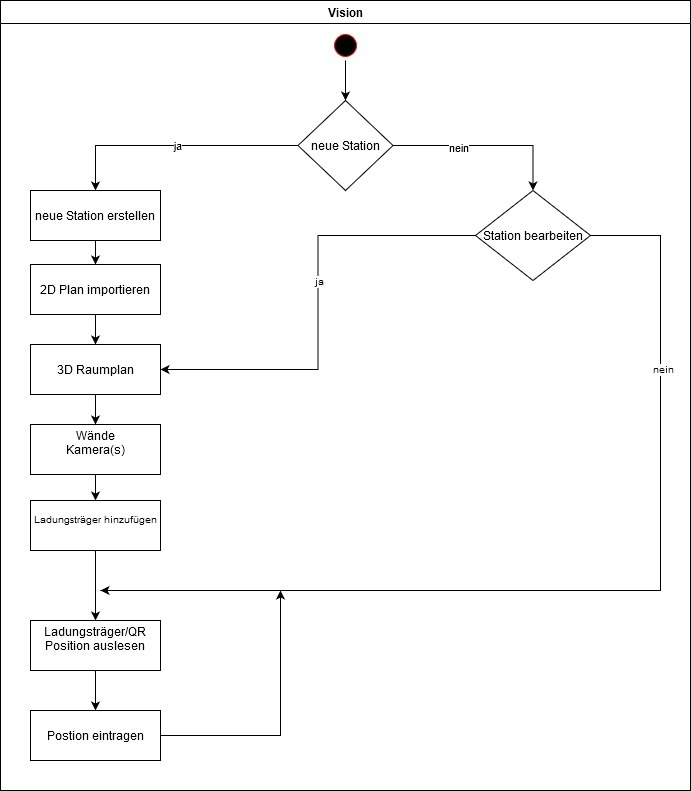 Vision
neue Station
ja
nein
neue Station erstellen
Station bearbeiten
2D Plan importieren
ja
3D Raumplan
nein
Wände
Kamera(s)
Ladungsträger hinzufügen
Ladungsträger/QR
Position auslesen
Postion eintragen